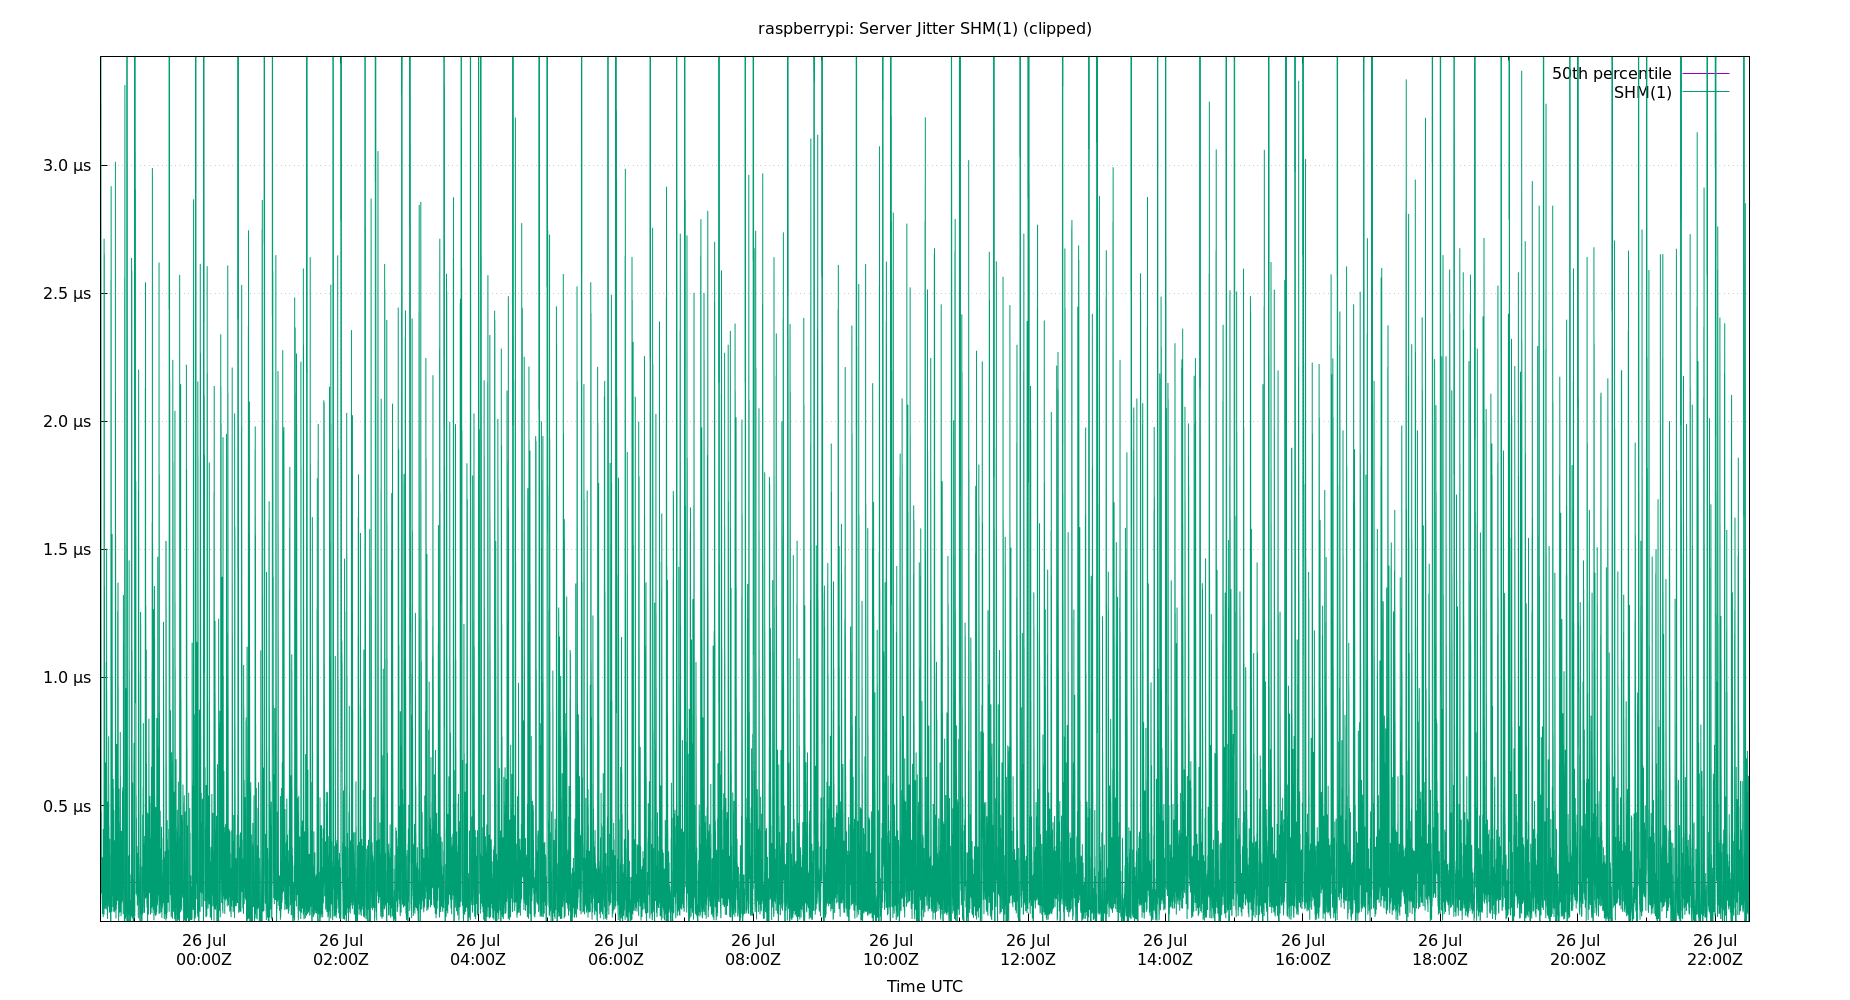 raspberrypi: Server Jitter SHM(1) (clipped)
50th percentile
SHM(1)
3.0 µs
2.5 µs
2.0 µs
1.5 µs
1.0 µs
0.5 µs
26 Jul 26 Jul 26 Jul 26 Jul 26 Jul 26 Jul 26 Jul 26 Jul 26 Jul 26 Jul 26 Jul 26 Jul
00:00Z 02:00Z 04:00Z 06:00Z 08:00Z 10:00Z 12:00Z 14:00Z 16:00Z 18:00Z 20:00Z 22:00Z
Time UTC